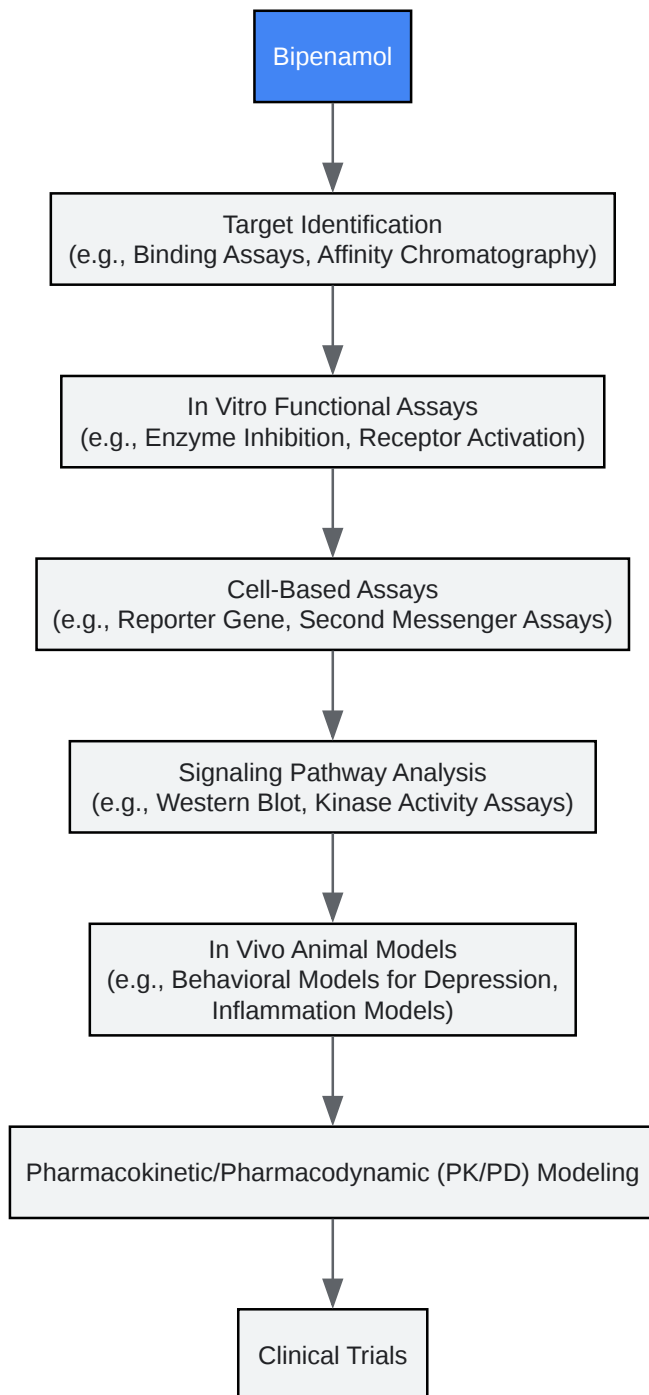 Bipenamol
Target Identification
(e.g., Binding Assays, Affinity Chromatography)
In Vitro Functional Assays
(e.g., Enzyme Inhibition, Receptor Activation)
Cell-Based Assays
(e.g., Reporter Gene, Second Messenger Assays)
Signaling Pathway Analysis
(e.g., Western Blot, Kinase Activity Assays)
In Vivo Animal Models
(e.g., Behavioral Models for Depression,
Inflammation Models)
Pharmacokinetic/Pharmacodynamic (PK/PD) Modeling
Clinical Trials